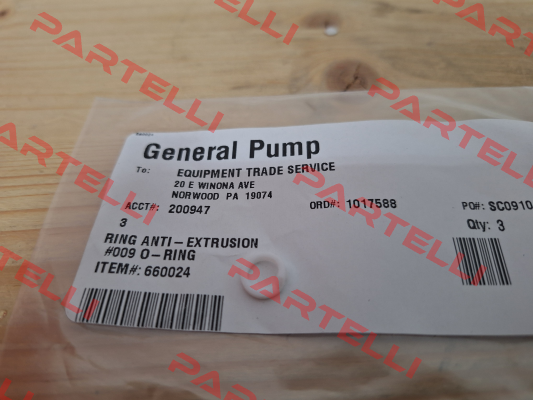 General Pump
To: EQUIPMENT TRADE SERVICE
20 E WINONA AVE
NORWOOD PA 19074
ACCT#: 200947 ORD#: 1017588 PO#: SC0910
3 Qty: 3
RING ANTI-EXTRUSION
#009 O-RING
ITEM#: 660024
PARTELLI
PARTELLI
PARTELLI
PARTELLI
PARTELLI
PARTELLI